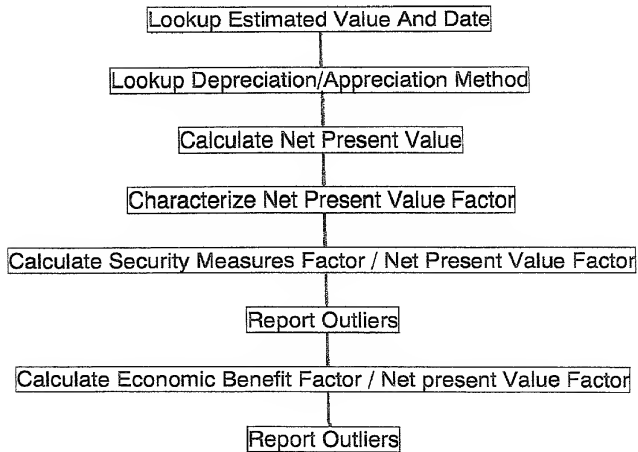 Lookup Estimated Value And Date
Lookup Depreciation/Appreciation Method
Calculate Net Present Value
Characterize Net Present Value Factor
Calculate Security Measures Factor / Net Present Value Factor
Report Outliers
Calculate Economic Benefit Factor / Net present Value Factor
Report Outliers